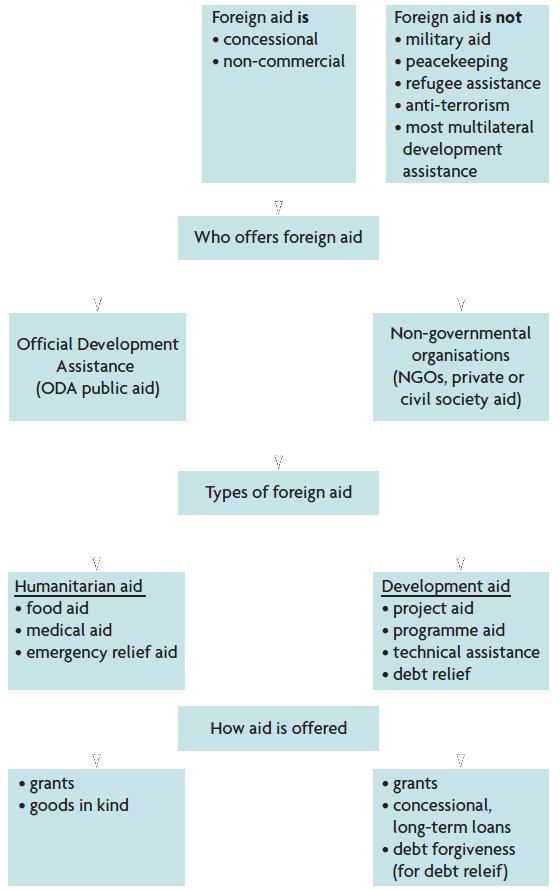 Foreign aid is
• concessional
• non-commercial
Foreign aid is not
• military aid
• peacekeeping
• refugee assistance
• anti-terrorism
• most multilateral
development
assistance
Who offers foreign aid
Official Development
Assistance
(ODA public aid)
Non-governmental
organisations
(NGOs, private or
civil society aid)
Types of foreign aid
Humanitarian aid
• food aid
• medical aid
• emergency relief aid
Development aid
• project aid
• programme aid
• technical assistance
• debt relief
How aid is offered
• grants
• goods in kind
• grants
• concessional,
long-term loans
• debt forgiveness
(for debt releif)